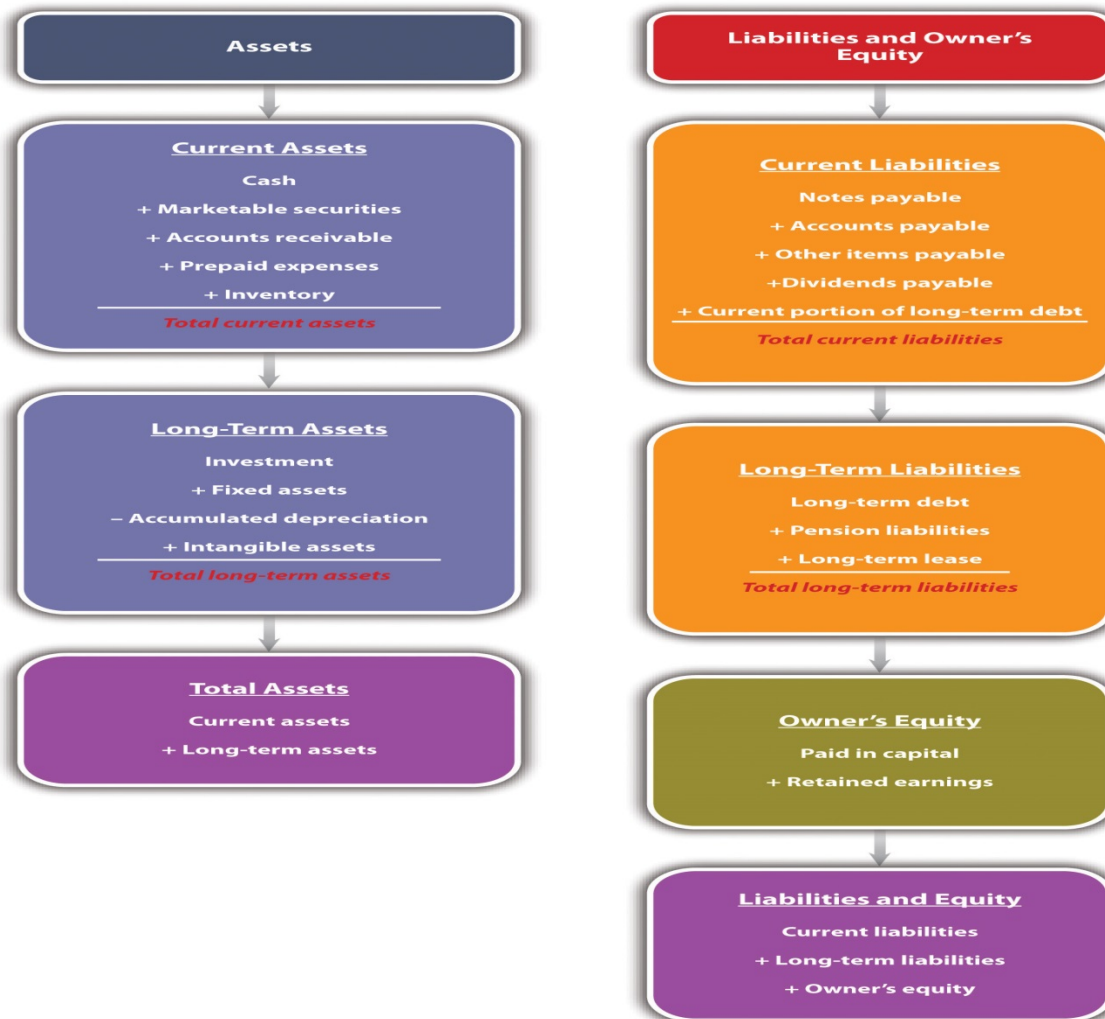 Assets
Current Assets
Cash
+ Marketable securities
+ Accounts receivable
+ Prepaid expenses
+ Inventory
Total current assets
Long-Term Assets
Investment
+ Fixed assets
– Accumulated depreciation
+ Intangible assets
Total long-term assets
Total Assets
Current assets
+ Long-term assets
Liabilities and Owner's
Equity
Current Liabilities
Notes payable
+ Accounts payable
+ Other items payable
+Dividends payable
+ Current portion of long-term debt
Total current liabilities
Long-Term Liabilities
Long-term debt
+ Pension liabilities
+ Long-term lease
Total long-term liabilities
Owner's Equity
Paid in capital
+ Retained earnings
Liabilities and Equity
Current liabilities
+ Long-term liabilities
+ Owner's equity